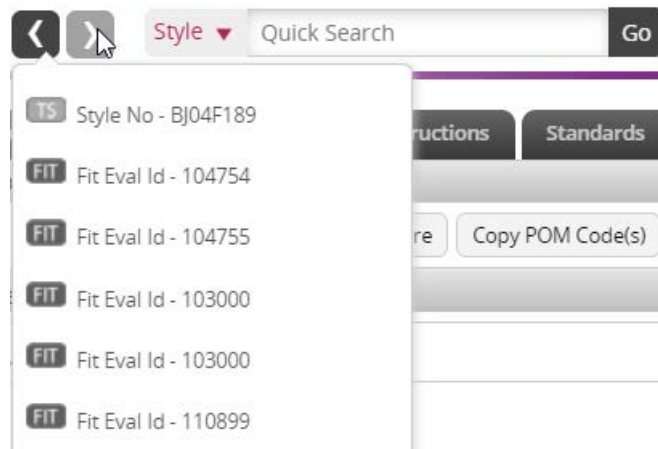 Style ▼ Quick Search Go
TS Style No - BJ04F189
ructions Standards
FIT Fit Eval Id - 104754
FIT Fit Eval Id - 104755
re Copy POM Code(s)
FIT Fit Eval Id - 103000
FIT Fit Eval Id - 103000
FIT Fit Eval Id - 110899